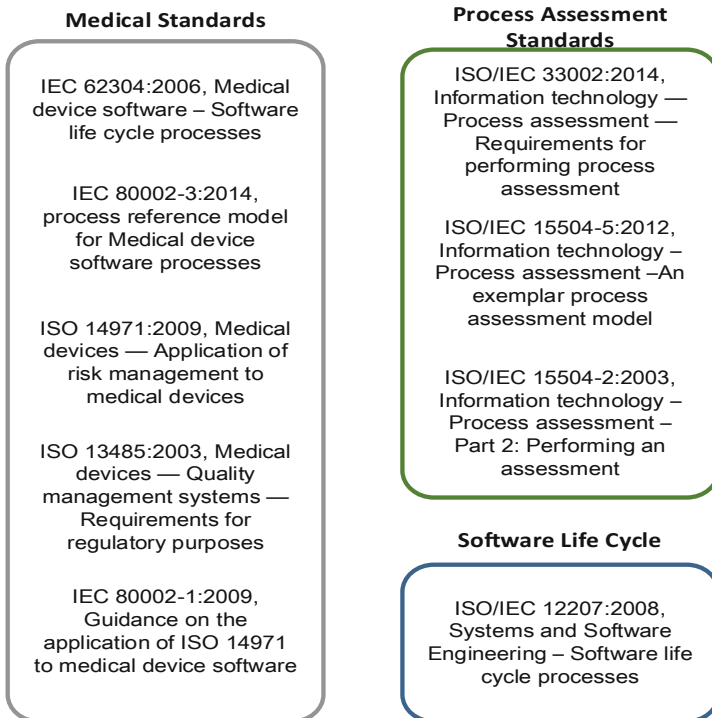 Medical Standards
IEC 62304:2006, Medical
device software – Software
life cycle processes
IEC 80002-3:2014,
process reference model
for Medical device
software processes
ISO 14971:2009, Medical
devices — Application of
risk management to
medical devices
ISO 13485:2003, Medical
devices — Quality
management systems —
Requirements for
regulatory purposes
IEC 80002-1:2009,
Guidance on the
application of ISO 14971
to medical device software
Process Assessment
Standards
ISO/IEC 33002:2014,
Information technology —
Process assessment —
Requirements for
performing process
assessment
ISO/IEC 15504-5:2012,
Information technology –
Process assessment –An
exemplar process
assessment model
ISO/IEC 15504-2:2003,
Information technology –
Process assessment –
Part 2: Performing an
assessment
Software Life Cycle
ISO/IEC 12207:2008,
Systems and Software
Engineering – Software life
cycle processes